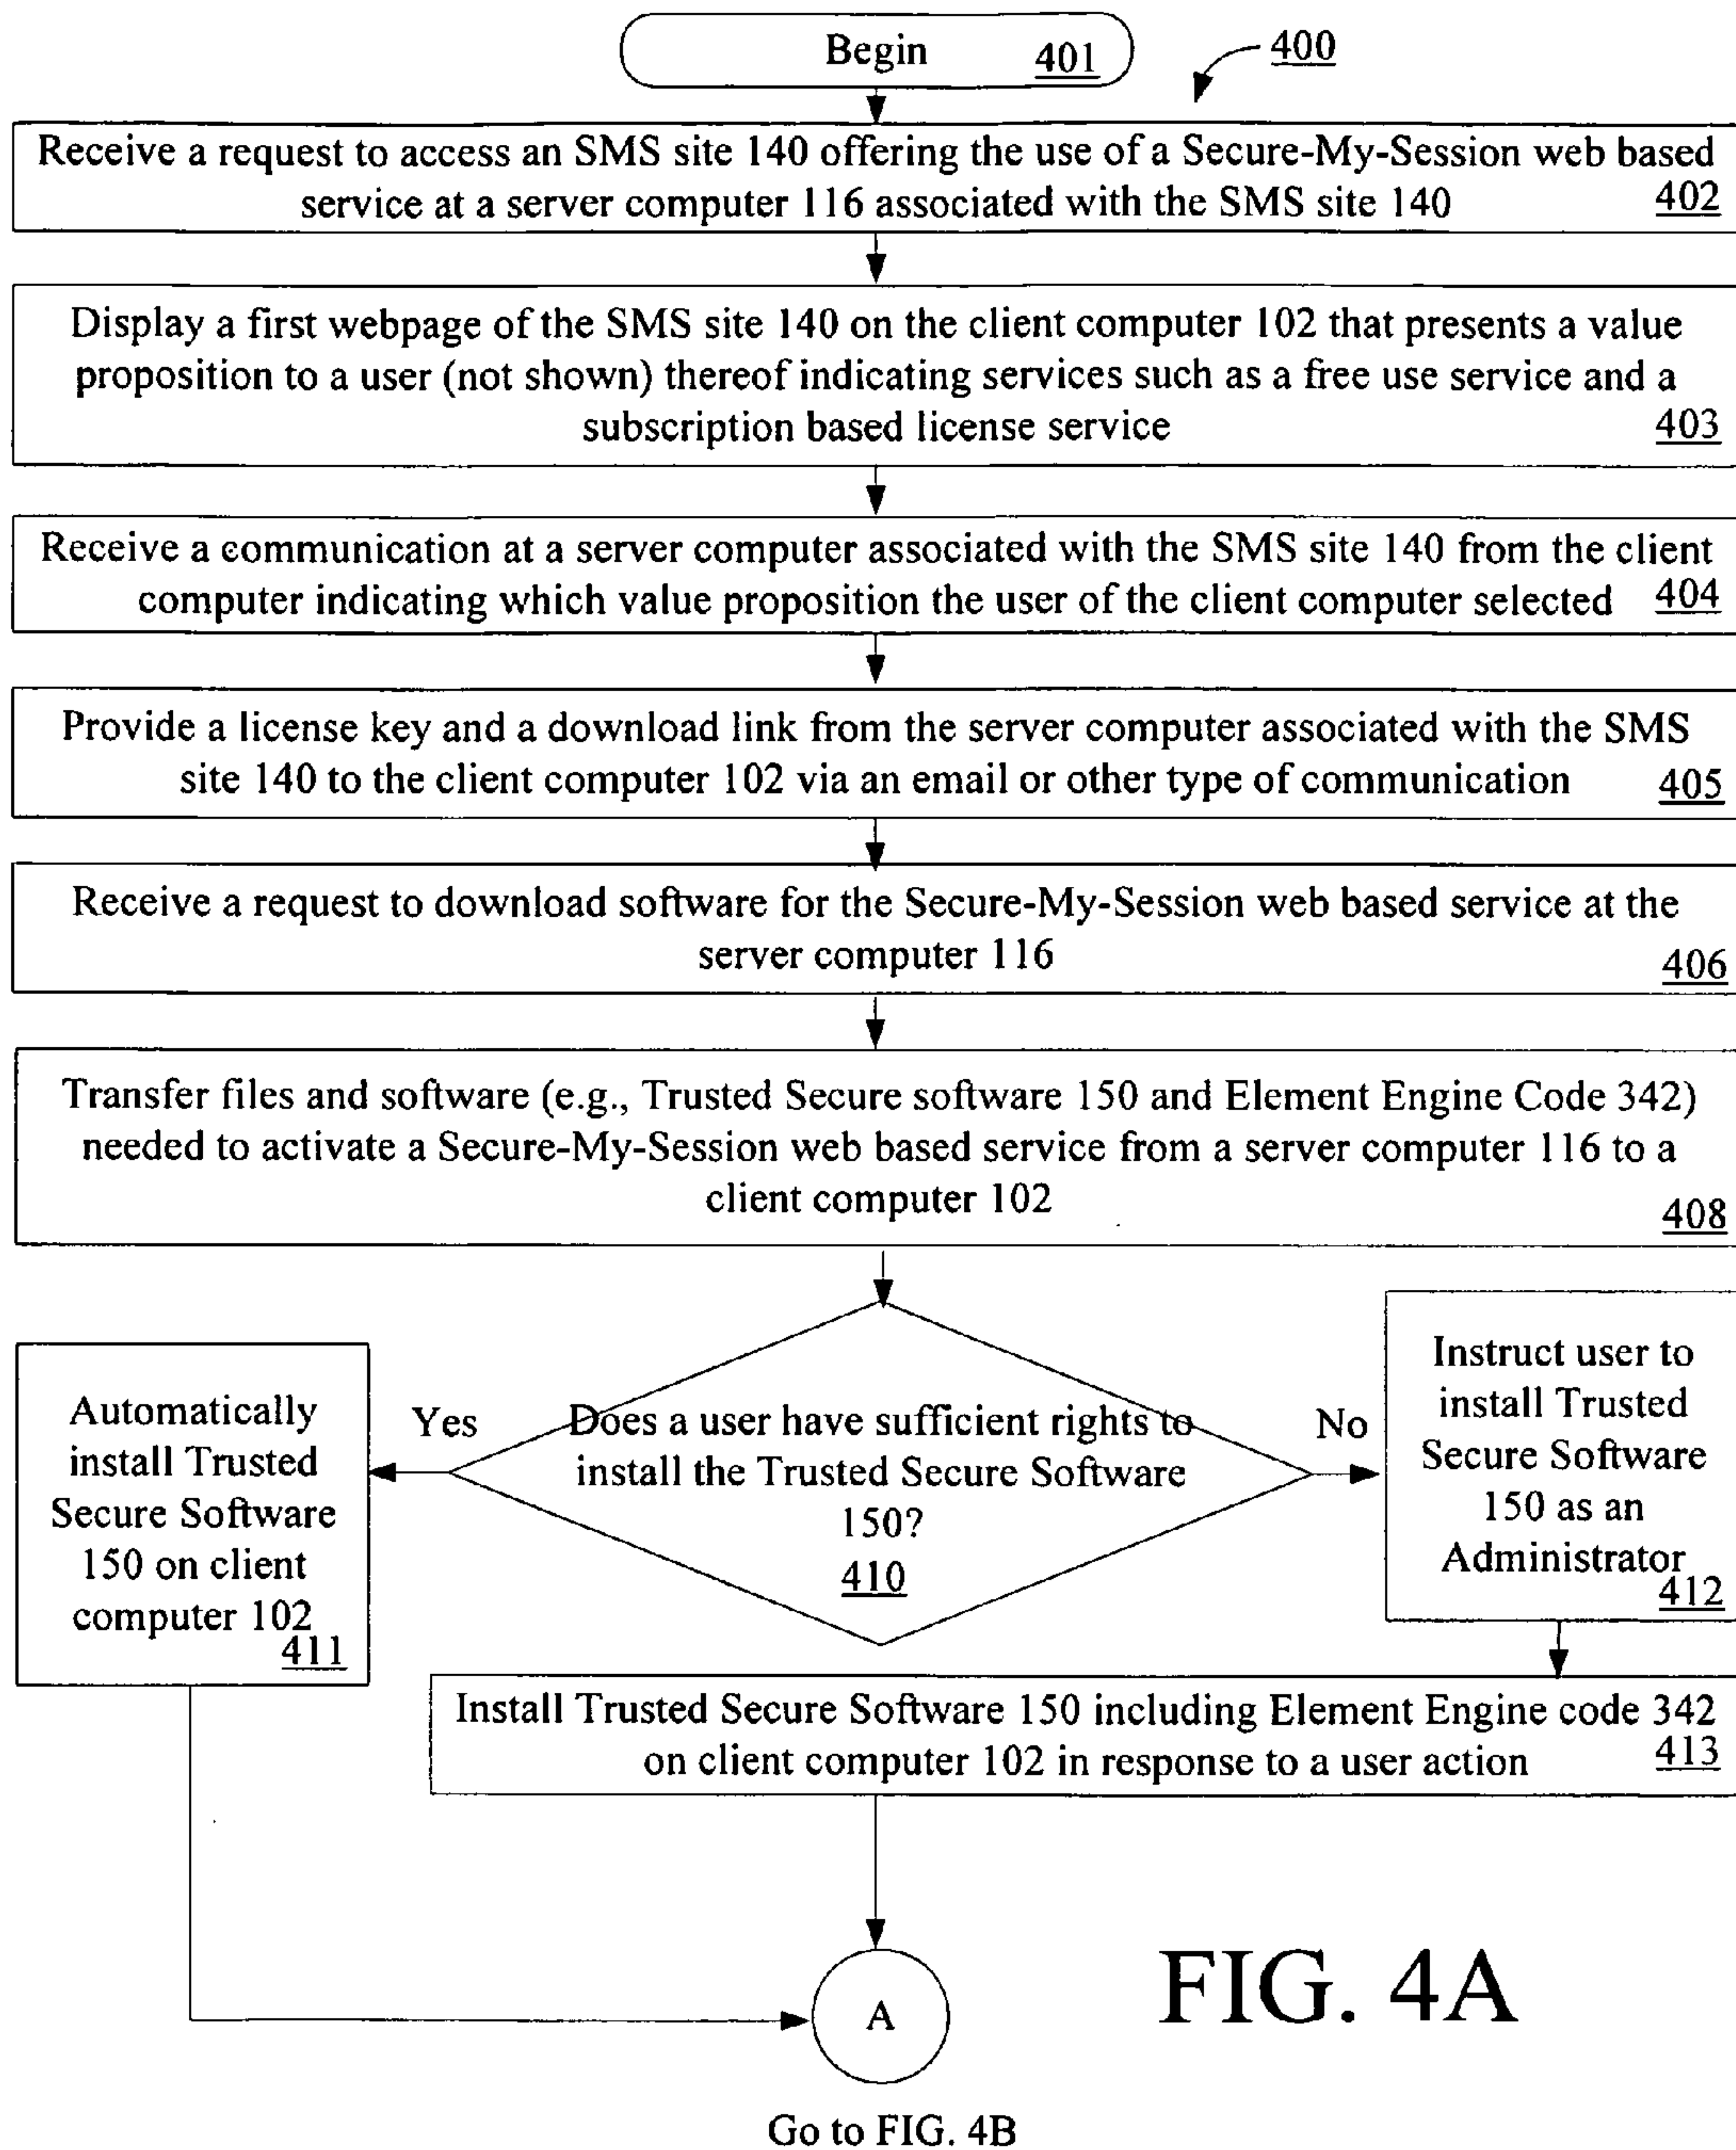 Begin 401
400
Receive a request to access an SMS site 140 offering the use of a Secure-My-Session web based
service at a server computer 116 associated with the SMS site 140 402
Display a first webpage of the SMS site 140 on the client computer 102 that presents a value
proposition to a user (not shown) thereof indicating services such as a free use service and a
subscription based license service 403
Receive a communication at a server computer associated with the SMS site 140 from the client
computer indicating which value proposition the user of the client computer selected 404
Provide a license key and a download link from the server computer associated with the SMS
site 140 to the client computer 102 via an email or other type of communication 405
Receive a request to download software for the Secure-My-Session web based service at the
server computer 116 406
Transfer files and software (e.g., Trusted Secure software 150 and Element Engine Code 342)
needed to activate a Secure-My-Session web based service from a server computer 116 to a
client computer 102 408
Does a user have sufficient rights to
install the Trusted Secure Software
150?
410
Yes
Automatically
install Trusted
Secure Software
150 on client
computer 102
411
No
Instruct user to
install Trusted
Secure Software
150 as an
Administrator
412
Install Trusted Secure Software 150 including Element Engine code 342
on client computer 102 in response to a user action 413
A
FIG. 4A
Go to FIG. 4B